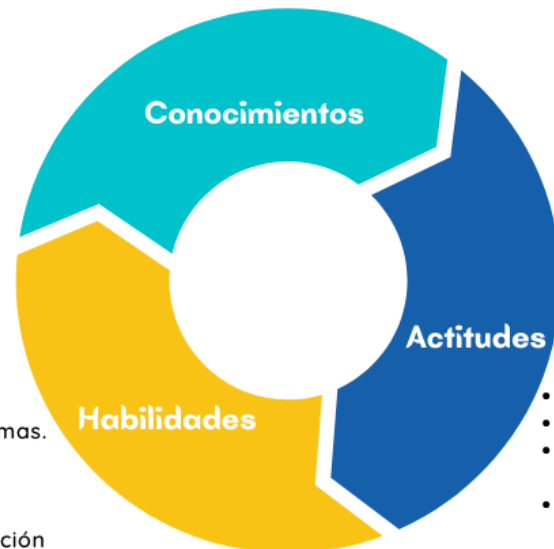 Conocimientos
Actitudes
Habilidades
mas.
ción